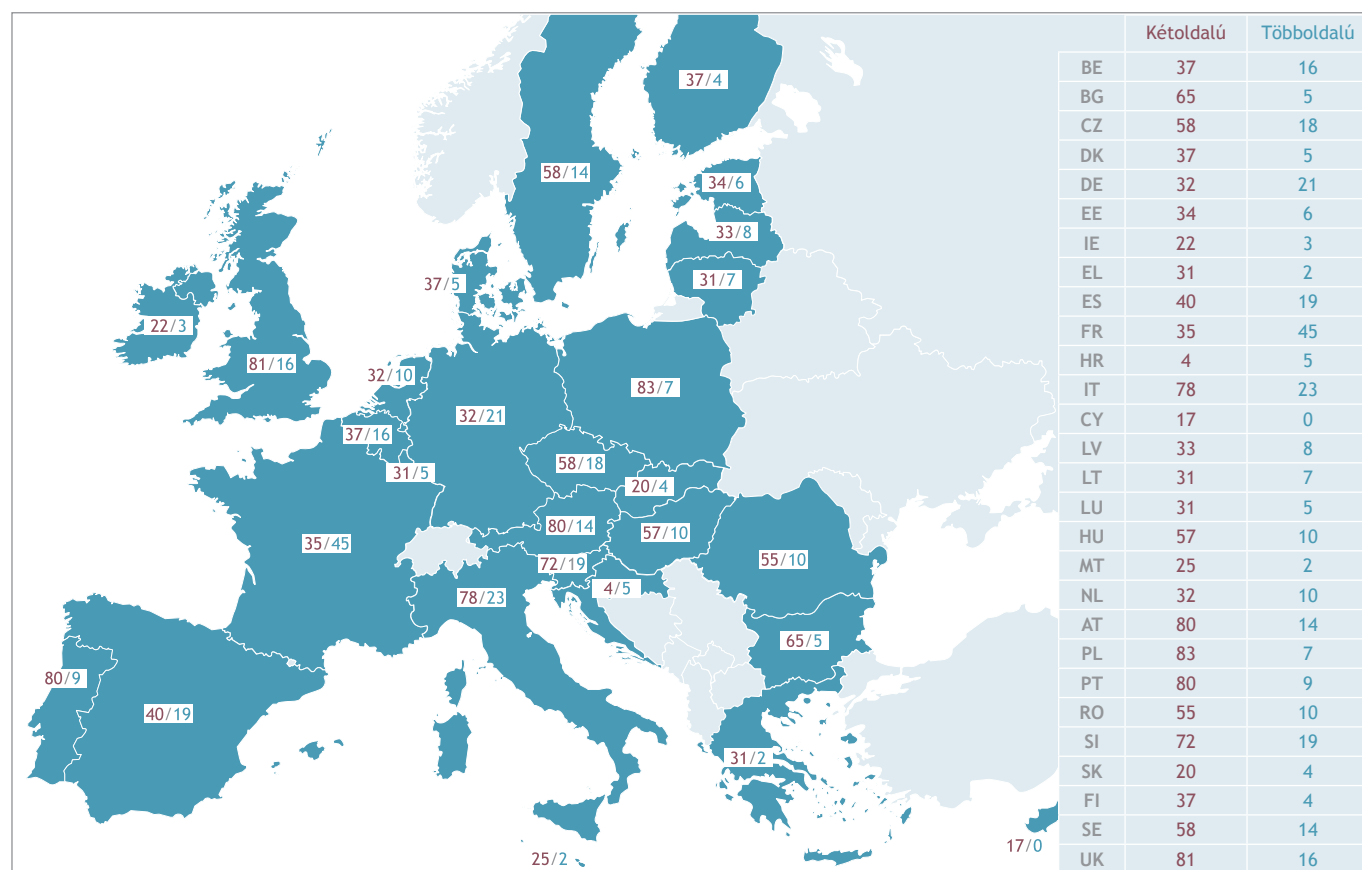 Kétoldalú Többoldalú
BE 37 16
BG 65 5
CZ 58 18
DK 37 5
DE 32 21
EE 34 6
IE 22 3
EL 31 2
ES 40 19
FR 35 45
HR 4 5
IT 78 23
CY 17 0
LV 33 8
LT 31 7
LU 31 5
HU 57 10
MT 25 2
NL 32 10
AT 80 14
PL 83 7
PT 80 9
RO 55 10
SI 72 19
SK 20 4
FI 37 4
SE 58 14
UK 81 16
37/4
58/14
34/6
33/8
31/7
37/5
22/3
81/16
32/10
83/7
32/21
37/16
58/18
31/5
20/4
80/14
57/10
35/45
72/19
55/10
4/5
78/23
65/5
80/9
40/19
31/2
17/0
25/2